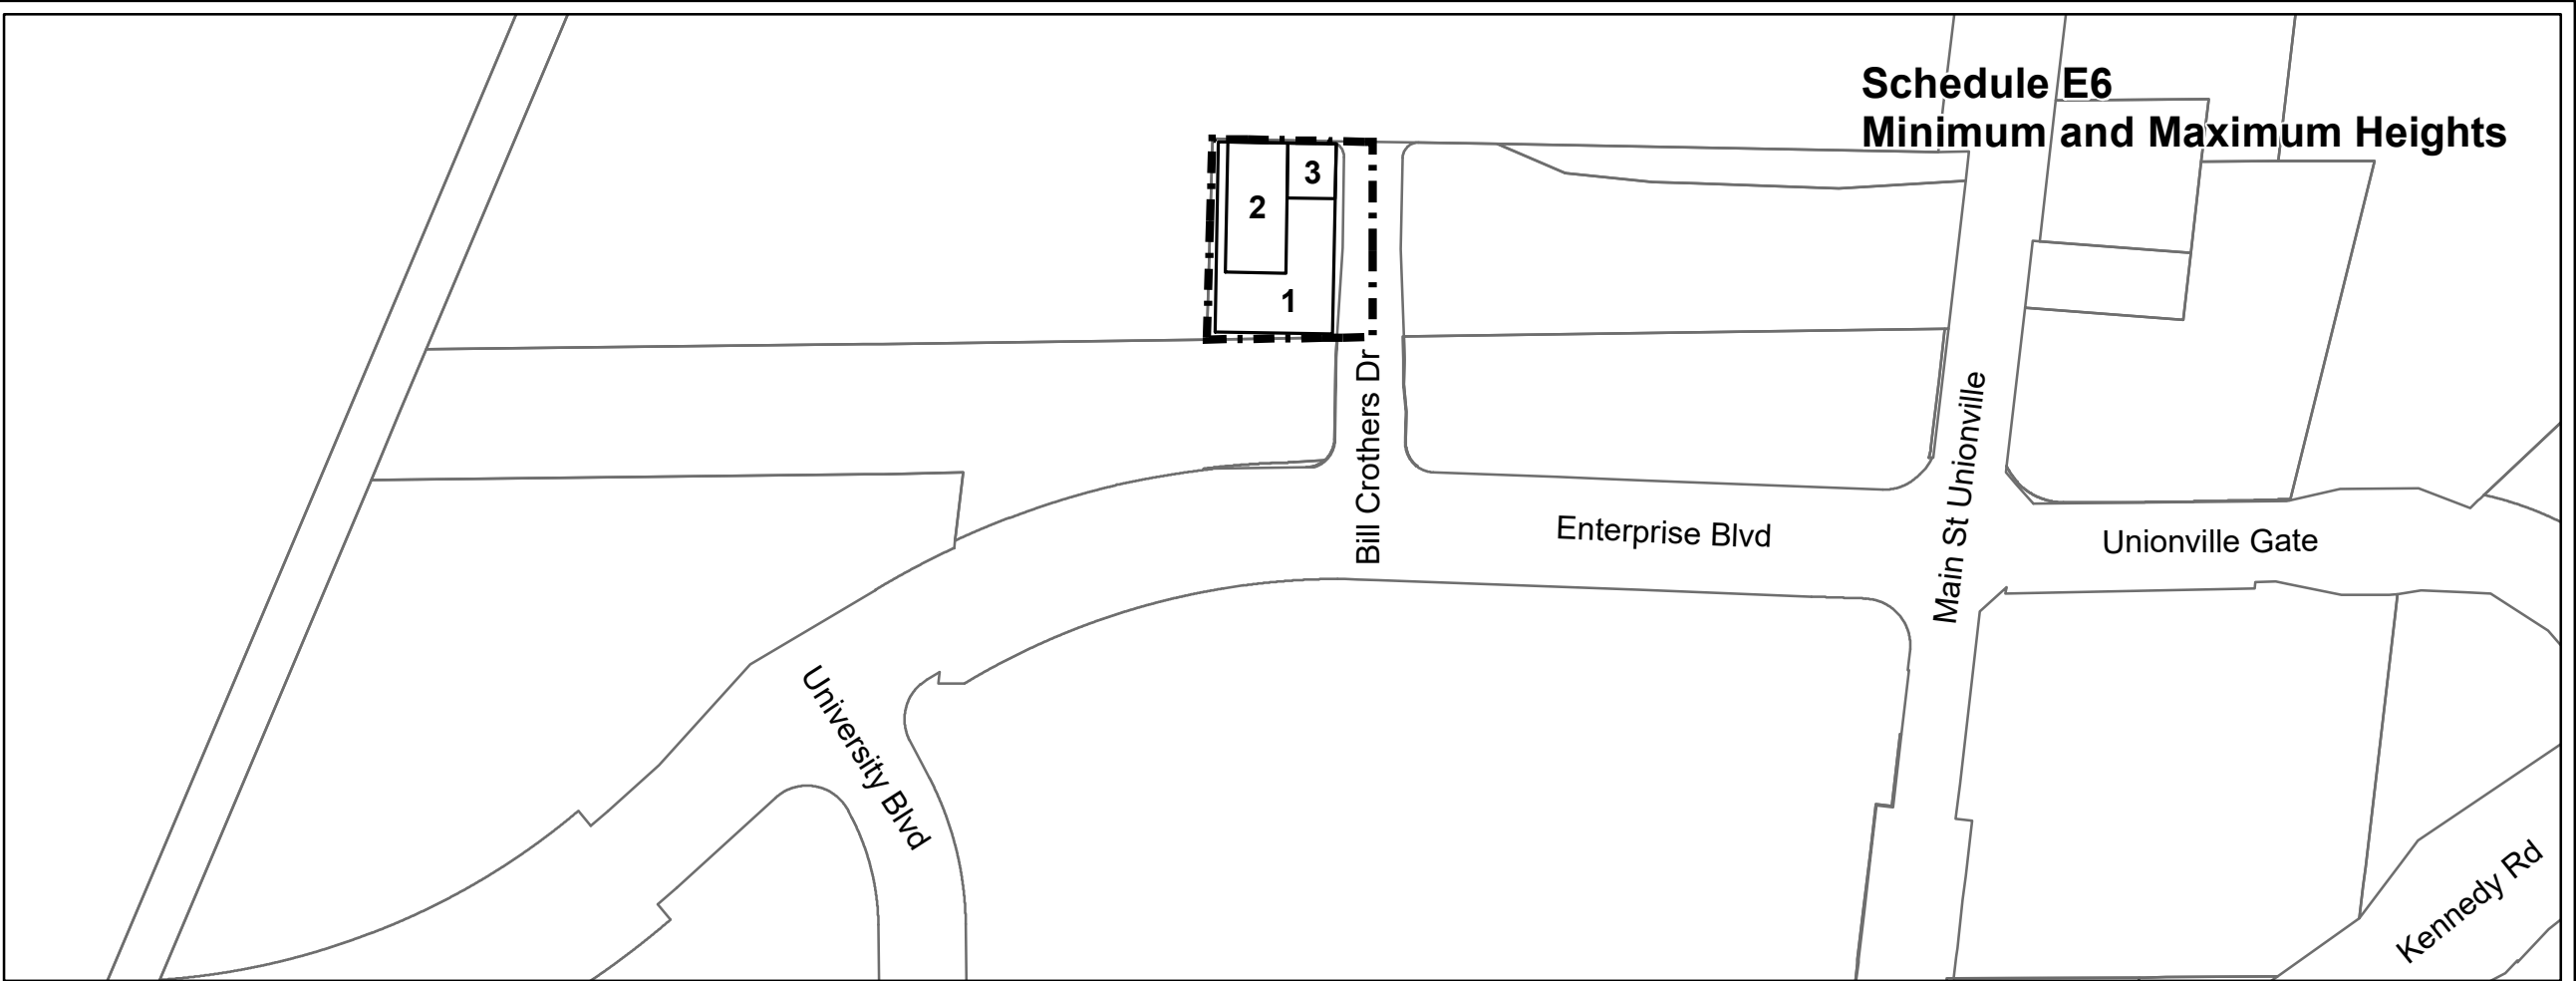 Schedule E6
Minimum and Maximum Heights
3
2
1
Bill Crothers Dr
Main St Unionville
Enterprise Blvd
Unionville Gate
University Blvd
Kennedy Rd